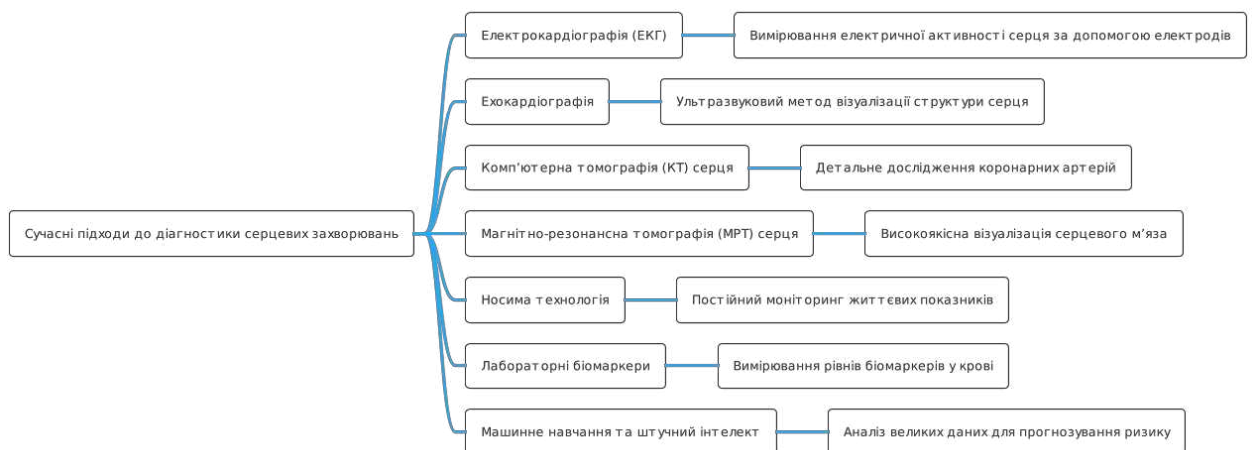 Електрокардіографія (ЕКГ)
Вимірювання електричної активності серця за допомогою електродів
Ехокардіографія
Ультразвуковий метод візуалізації структури серця
Комп’ютерна томографія (КТ) серця
Детальне дослідження коронарних артерій
Сучасні підходи до діагностики серцевих захворювань
Магнітно-резонансна томографія (МРТ) серця
Високоякісна візуалізація серцевого м’яза
Носима технологія
Постійний моніторинг життєвих показників
Лабораторні біомаркери
Вимірювання рівнів біомаркерів у крові
Машинне навчання та штучний інтелект
Аналіз великих даних для прогнозування ризику